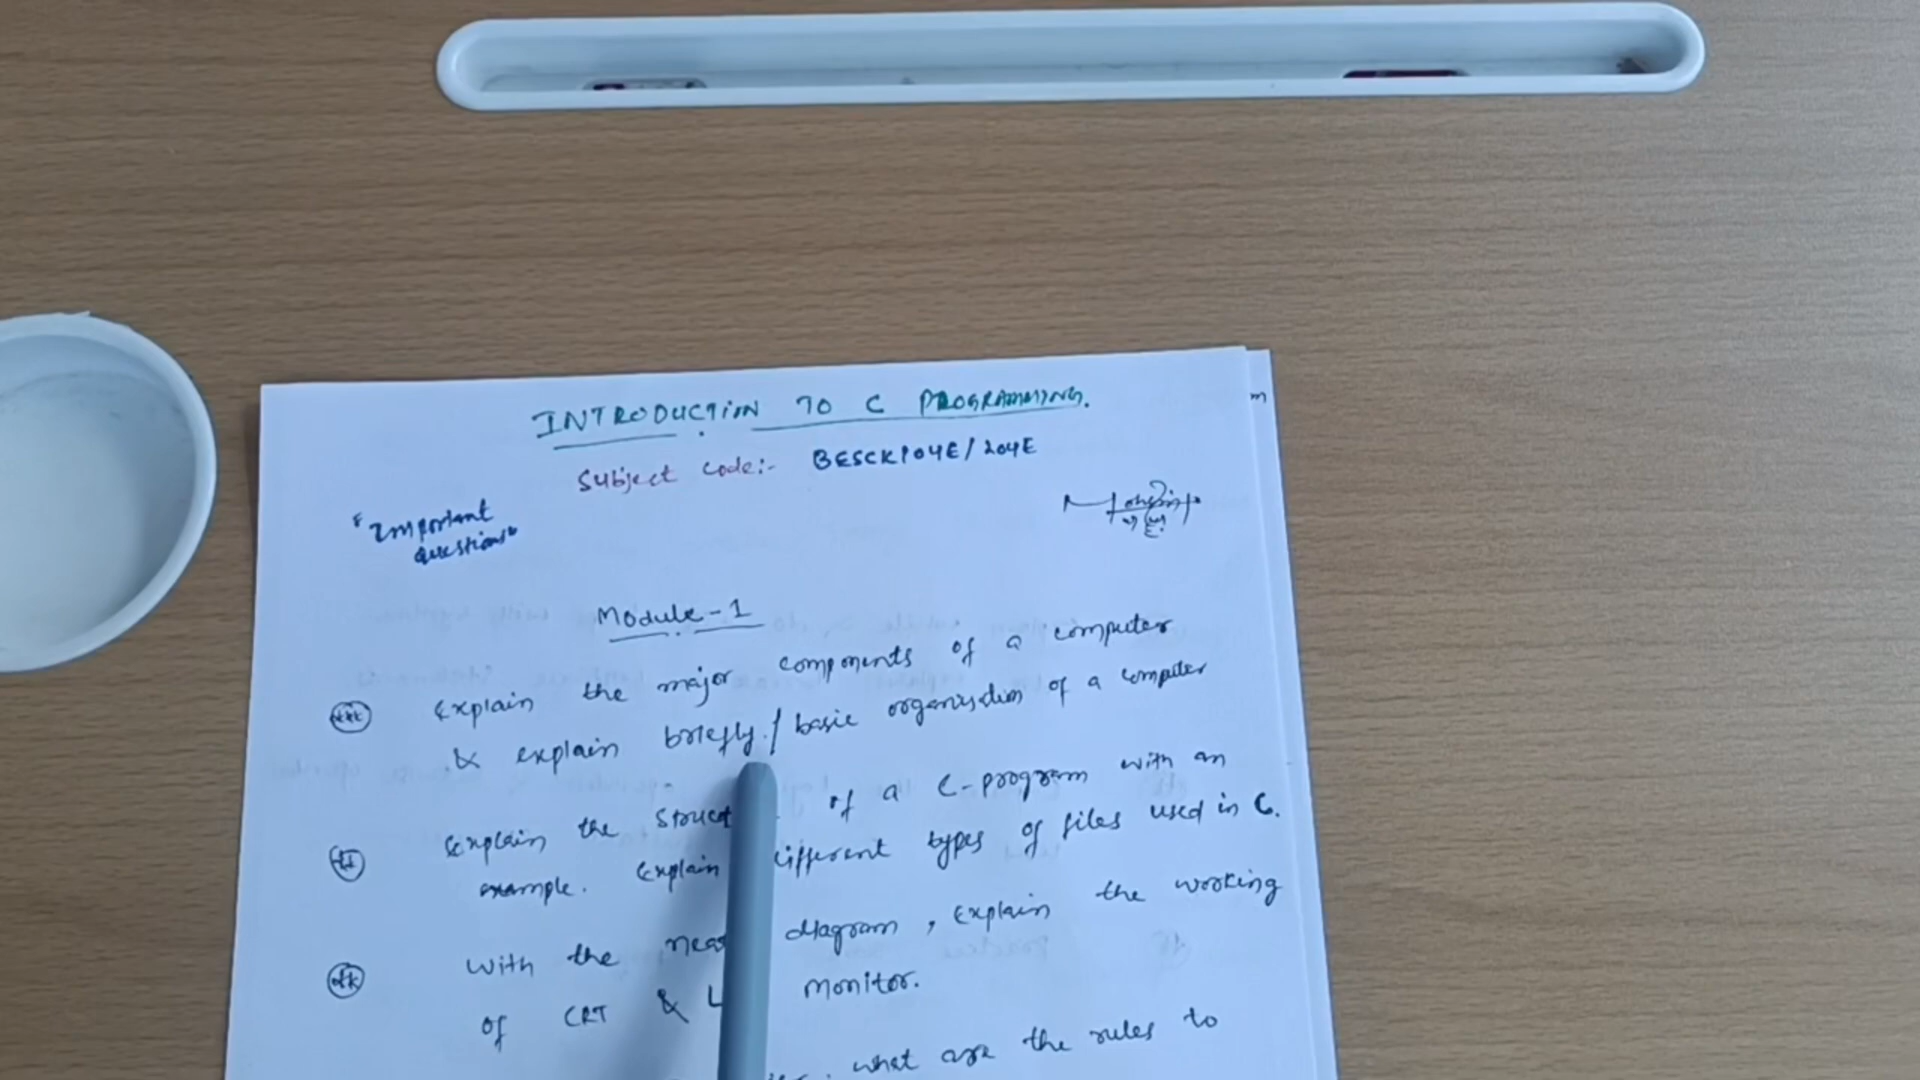 INTRODUCTION TO C PROGRAMMING.
Subject Code:- BESCK104E/204E
"Important
questions"
Module-1
Explain the major components of a computer
& explain briefly./basic organisation of a computer
Explain the of a C-program with an
example. Explain different types of files used in C.
With the diagram, Explain the working
of CRT & monitor.
what are the rules to